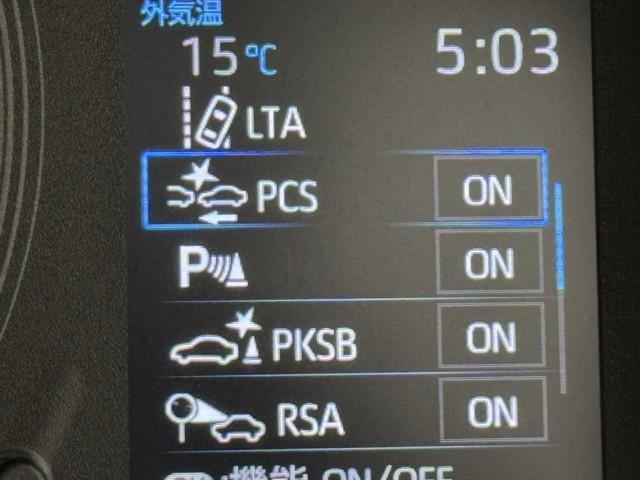 外気温
15℃ 5:03
LTA
PCS ON
P ON
PKSB ON
RSA ON
:機能 ON/OFF